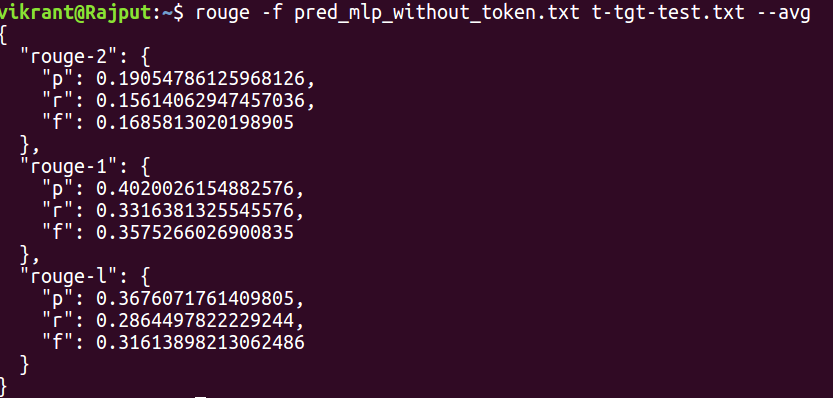 vikrant@Rajput:~$ rouge -f pred_mlp_without_token.txt t-tgt-test.txt --avg
{
  "rouge-2": {
    "p": 0.19054786125968126,
    "r": 0.15614062947457036,
    "f": 0.1685813020198905
  },
  "rouge-1": {
    "p": 0.4020026154882576,
    "r": 0.3316381325545576,
    "f": 0.3575266026900835
  },
  "rouge-l": {
    "p": 0.3676071761409805,
    "r": 0.2864497822229244,
    "f": 0.31613898213062486
  }
}